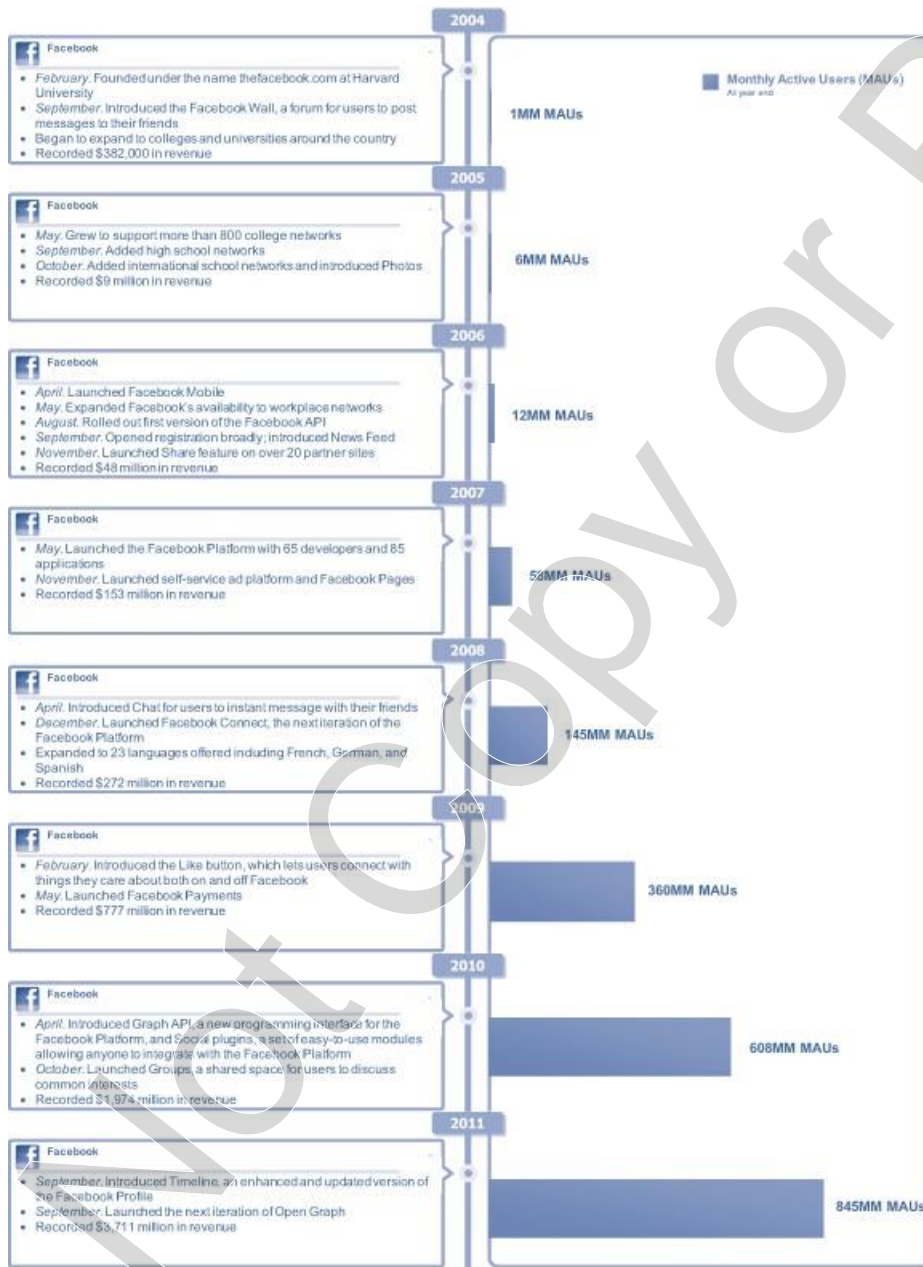 2004
Facebook
• February. Founded under the name thefacebook.com at Harvard
University
• September. Introduced the Facebook Wall, a forum for users to post
messages to their friends
• Began to expand to colleges and universities around the country
• Recorded $382,000 in revenue
Monthly Active Users (MAUs)
At year end
1MM MAUs
2005
Facebook
• May. Grew to support more than 800 college networks
• September. Added high school networks
• October. Added international school networks and introduced Photos
• Recorded $9 million in revenue
6MM MAUs
2006
Facebook
• April. Launched Facebook Mobile
• May. Expanded Facebook's availability to workplace networks
• August. Rolled out first version of the Facebook API
• September. Opened registration broadly; introduced News Feed
• November. Launched Share feature on over 20 partner sites
• Recorded $48 million in revenue
12MM MAUs
2007
Facebook
• May. Launched the Facebook Platform with 65 developers and 85
applications
• November. Launched self-service ad platform and Facebook Pages
• Recorded $153 million in revenue
58MM MAUs
2008
Facebook
• April. Introduced Chat for users to instant message with their friends
• December. Launched Facebook Connect, the next iteration of the
Facebook Platform
• Expanded to 23 languages offered including French, German, and
Spanish
• Recorded $272 million in revenue
145MM MAUs
2009
Facebook
• February. Introduced the Like button, which lets users connect with
things they care about both on and off Facebook
• May. Launched Facebook Payments
• Recorded $777 million in revenue
360MM MAUs
2010
Facebook
• April. Introduced Graph API, a new programming interface for the
Facebook Platform, and Social plugins, a set of easy-to-use modules
allowing anyone to integrate with the Facebook Platform
• October. Launched Groups, a shared space for users to discuss
common interests
• Recorded $1,974 million in revenue
608MM MAUs
2011
Facebook
• September. Introduced Timeline, an enhanced and updated version of
the Facebook Profile
• September. Launched the next iteration of Open Graph
• Recorded $3,711 million in revenue
845MM MAUs
Not Copy or